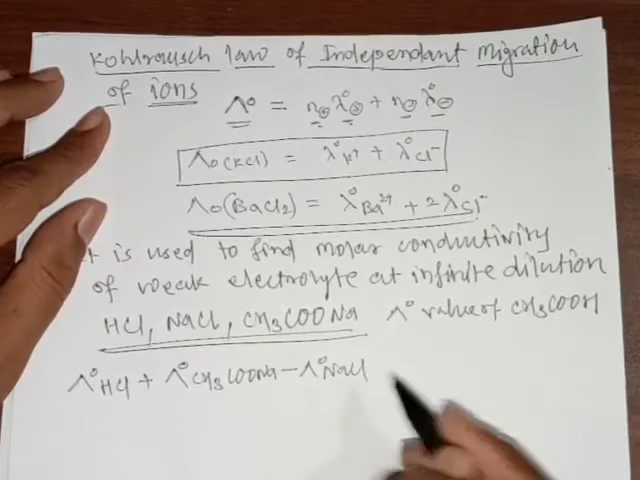 Kohlrausch law of Independant migration
of ions
Λ° = n⊕ λ°⊕ + n⊖ λ°⊖
Λ0(KCl) = λ°H+ + λ°Cl-
Λ0(BaCl2) = λ°Ba2+ + 2λ°Cl-
t is used to find molar conductivity
of weak electrolyte at infinite dilution
HCl, NaCl, CH3COONa Λ° value of CH3COOH
Λ°HCl + Λ°CH3COONa - Λ°NaCl